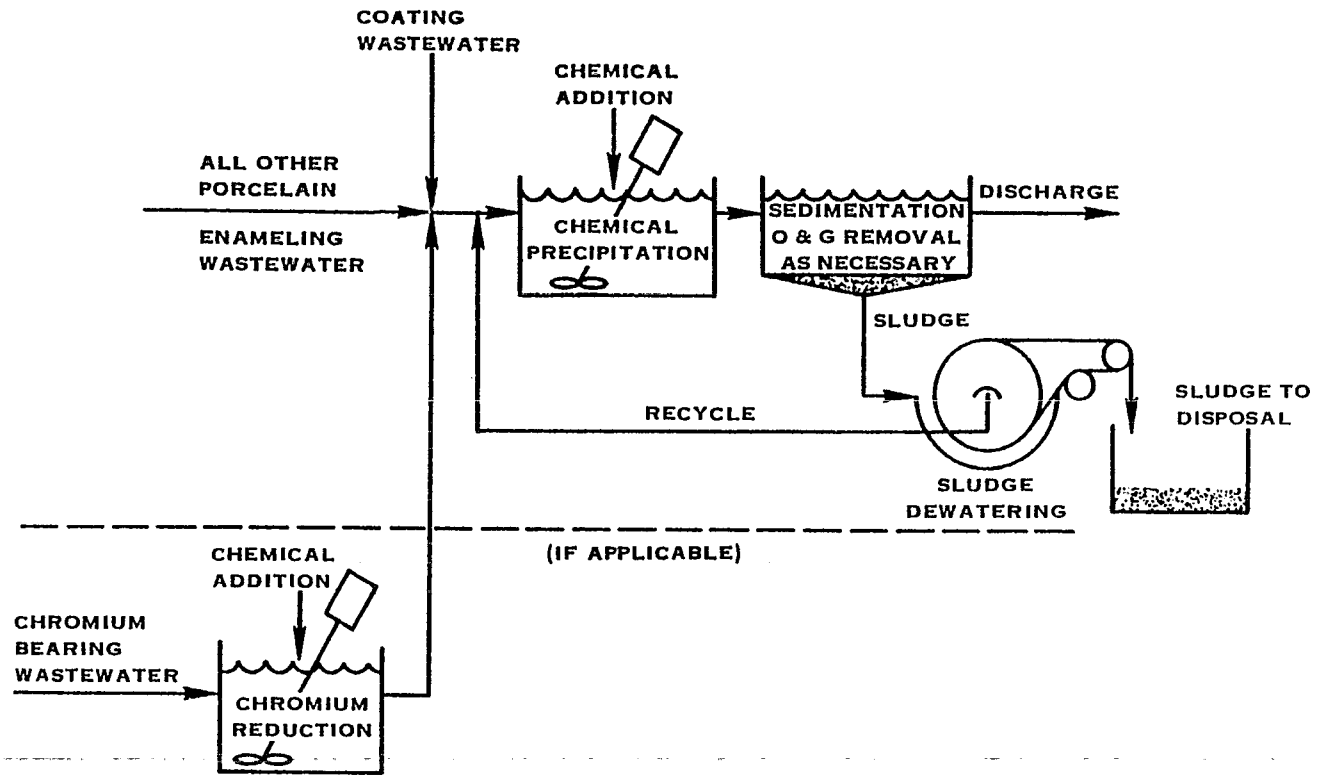 COATING
WASTEWATER
CHEMICAL
ADDITION
ALL OTHER
PORCELAIN
ENAMELING
WASTEWATER
CHEMICAL
PRECIPITATION
SEDIMENTATION
O & G REMOVAL
AS NECESSARY
DISCHARGE
SLUDGE
RECYCLE
SLUDGE TO
DISPOSAL
SLUDGE
DEWATERING
(IF APPLICABLE)
CHEMICAL
ADDITION
CHROMIUM
BEARING
WASTEWATER
CHROMIUM
REDUCTION